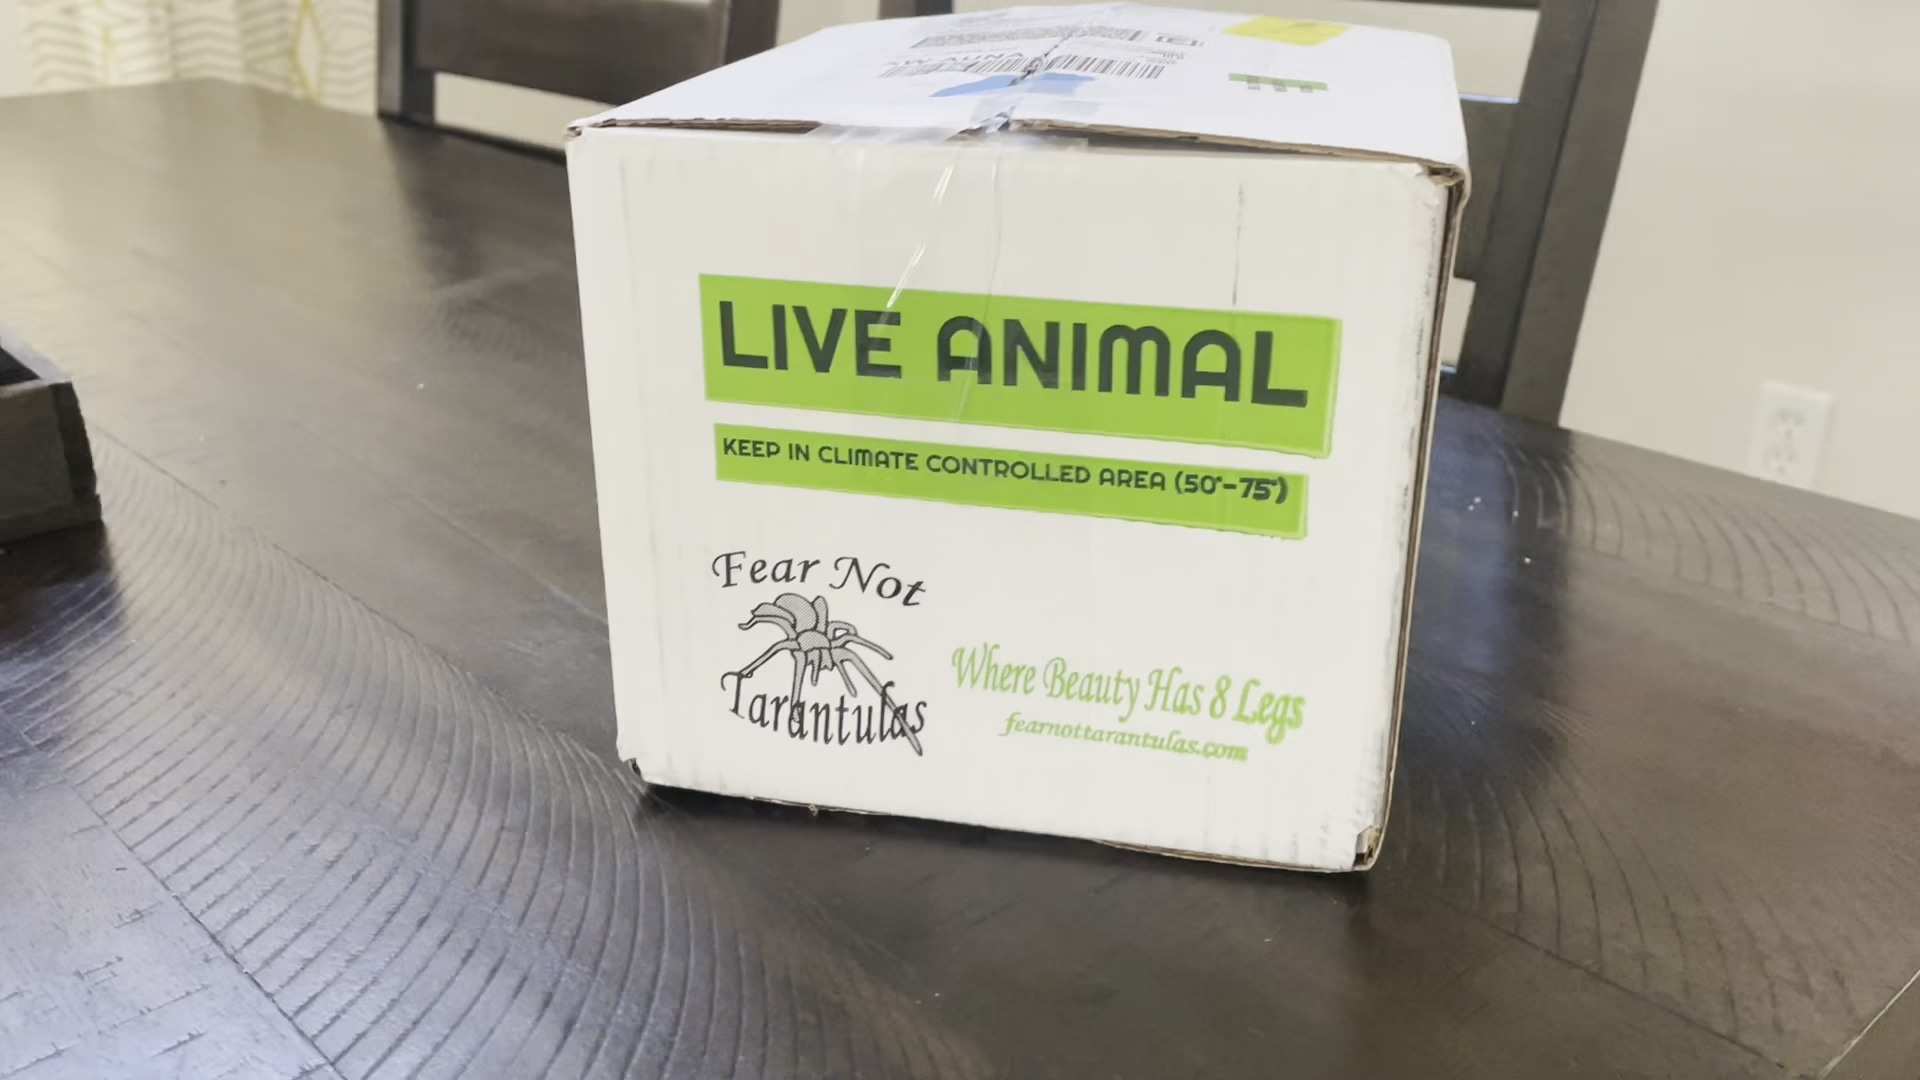 LIVE ANIMAL
KEEP IN CLIMATE CONTROLLED AREA (50°-75°)
Fear Not
Tarantulas
Where Beauty Has 8 Legs
fearnottarantulas.com